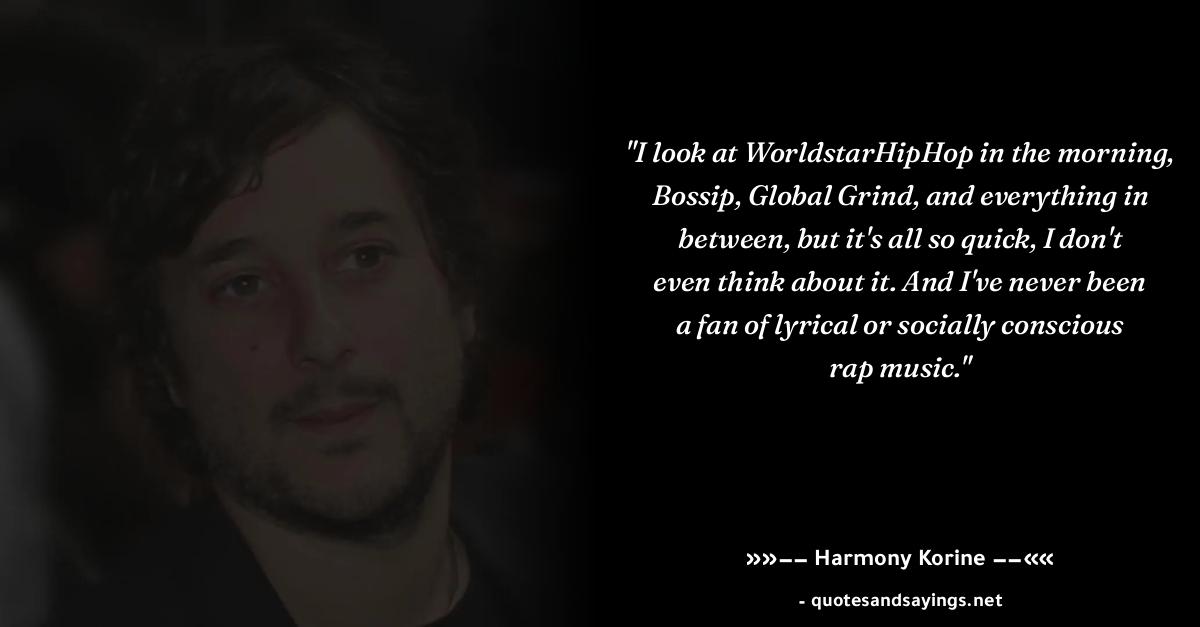 "I look at WorldstarHipHop in the morning,
Bossip, Global Grind, and everything in
between, but it's all so quick, I don't
even think about it. And I've never been
a fan of lyrical or socially conscious
rap music."
»»–– Harmony Korine ––««
- quotesandsayings.net